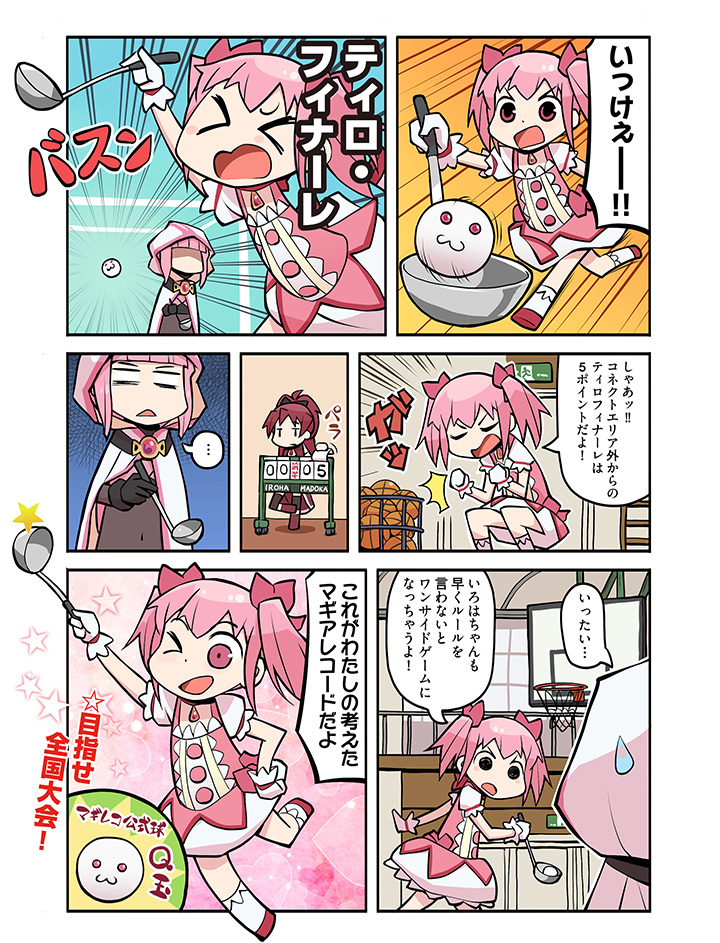 いっけぇー!!
ティロ・
フィナーレ
バスン
しゃあッ!!
コネクトエリア外からの
ティロフィナーレは
5ポイントだよ!
ガッ
パラ
00 05
IROHA MADOKA
…
いったい…
いろはちゃんも
早くルールを
言わないと
ワンサイドゲームに
なっちゃうよ!
これがわたしの考えた
マギアレコードだよ
☆目指せ
全国大会!
マギレコ公式球
Q玉